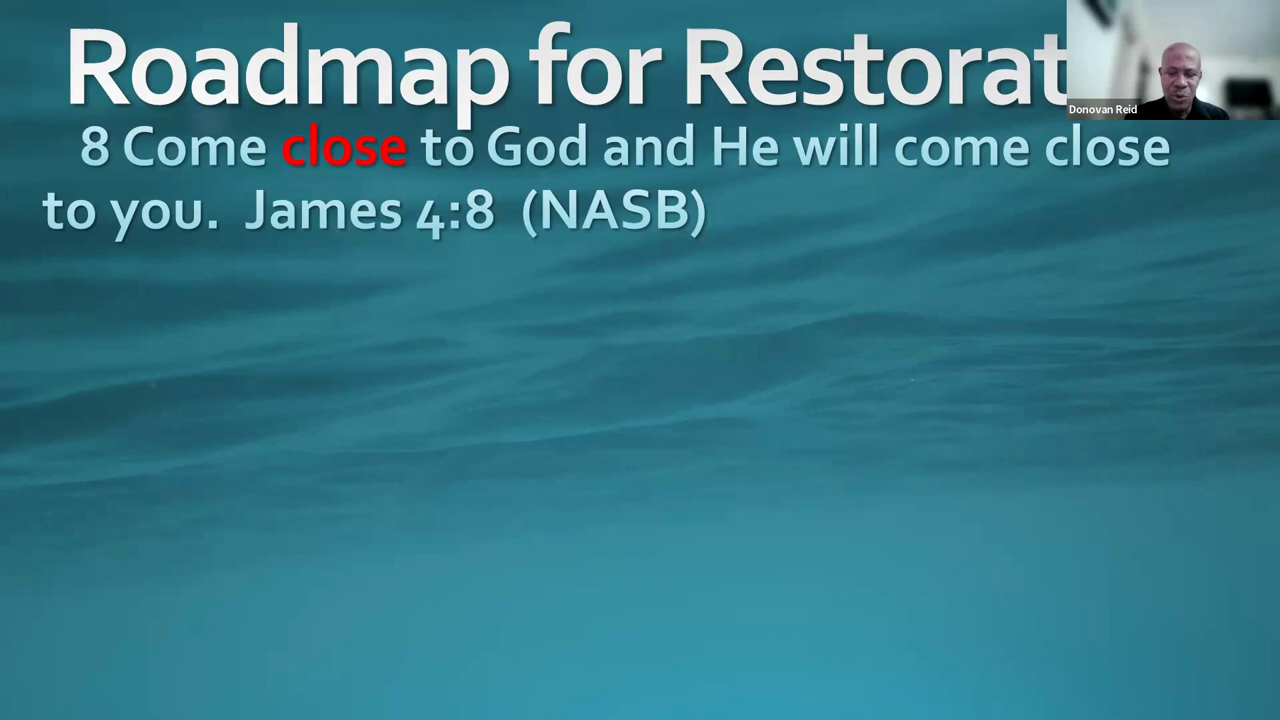 Roadmap for Restorat
Donovan Reid
8 Come close to God and He will come close
to you. James 4:8 (NASB)